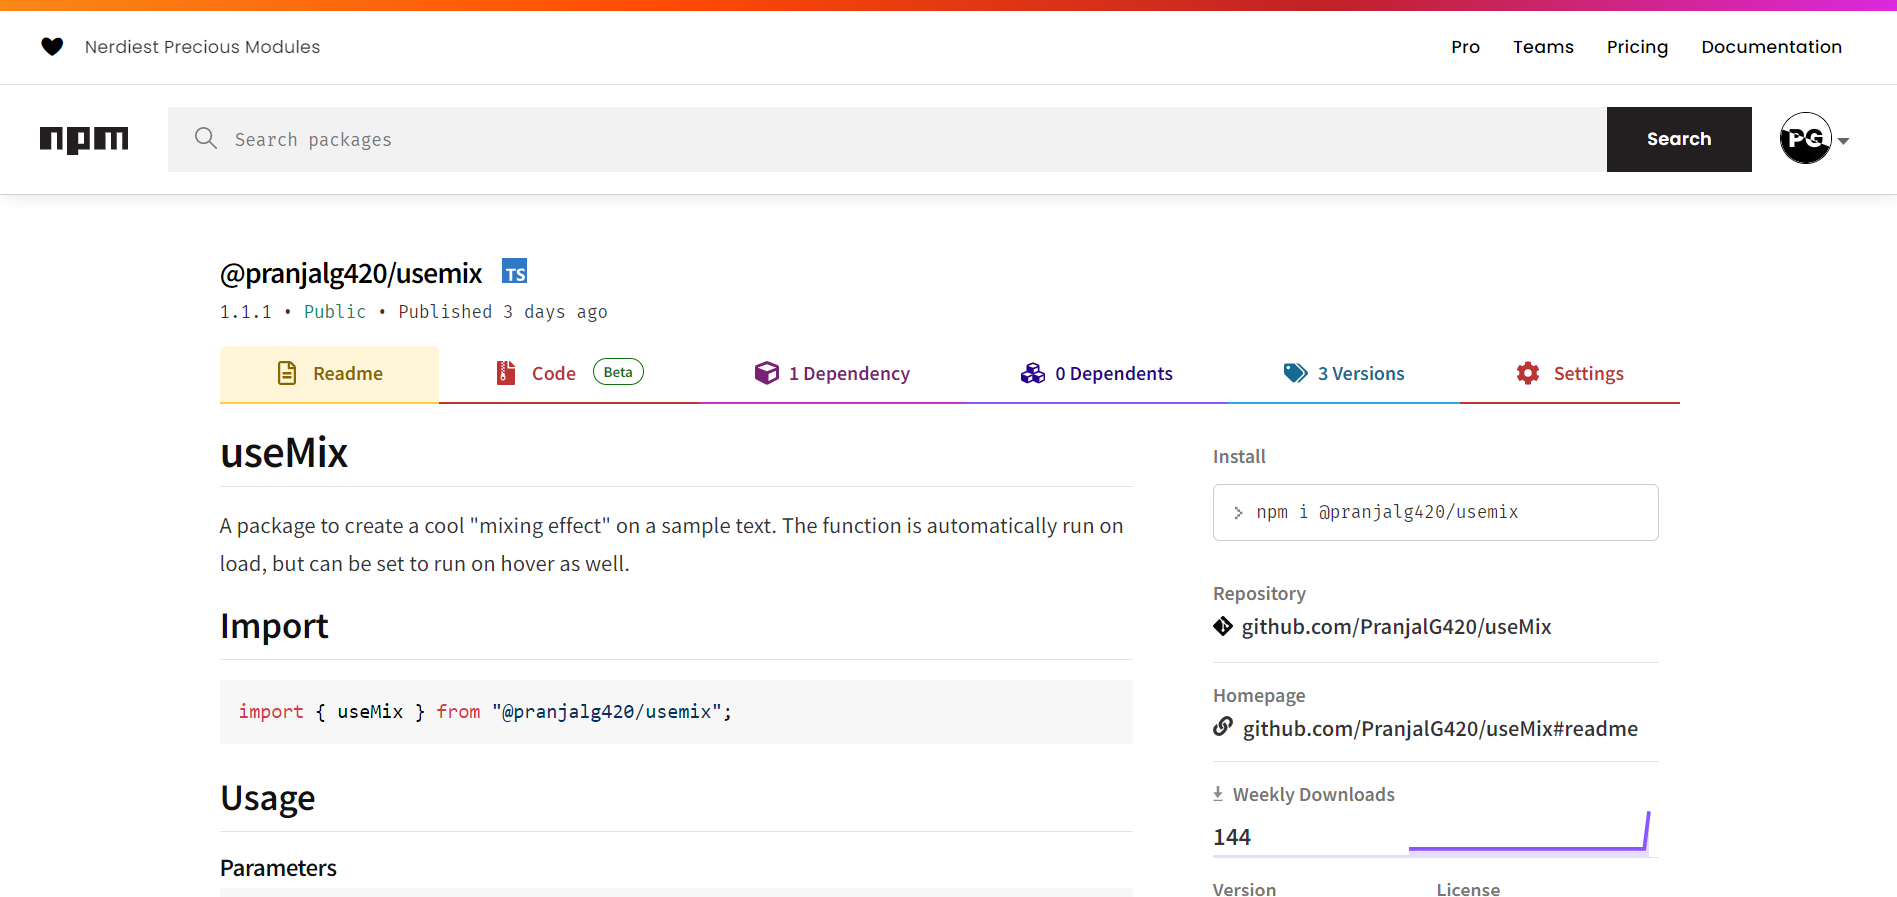 Nerdiest Precious Modules
Pro
Teams
Pricing
Documentation
npm
Search packages
Search
PG
@pranjalg420/usemix
TS
1.1.1 • Public • Published 3 days ago
Readme
Code
Beta
1 Dependency
0 Dependents
3 Versions
Settings
useMix
A package to create a cool "mixing effect" on a sample text. The function is automatically run on
load, but can be set to run on hover as well.
Import
import { useMix } from "@pranjalg420/usemix";
Usage
Parameters
Install
> npm i @pranjalg420/usemix
Repository
github.com/PranjalG420/useMix
Homepage
github.com/PranjalG420/useMix#readme
Weekly Downloads
144
Version
License